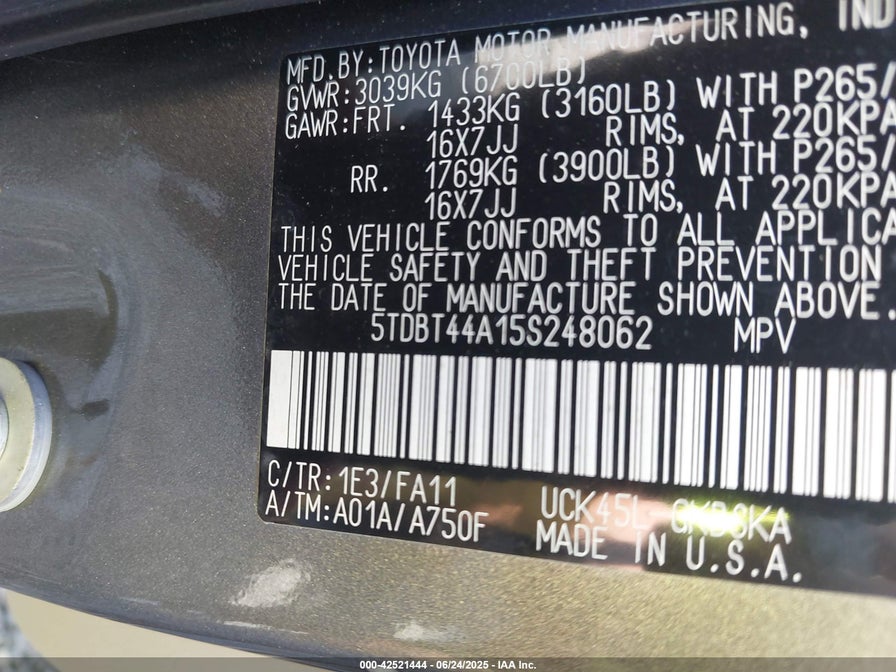 MFD.BY:TOYOTA MOTOR MANUFACTURING, IND
GVWR:3039KG (6700LB)
GAWR:FRT. 1433KG (3160LB) WITH P265/
16X7JJ RIMS, AT 220KPA
RR. 1769KG (3900LB) WITH P265/
16X7JJ RIMS, AT 220KPA
THIS VEHICLE CONFORMS TO ALL APPLICA
VEHICLE SAFETY AND THEFT PREVENTION
THE DATE OF MANUFACTURE SHOWN ABOVE.
5TDBT44A15S248062 MPV
C/TR:1E3/FA11
A/TM:A01A/A750F
UCK45L-GKBSKA
MADE IN U.S.A.
000-42521444 - 06/24/2025 - IAA Inc.